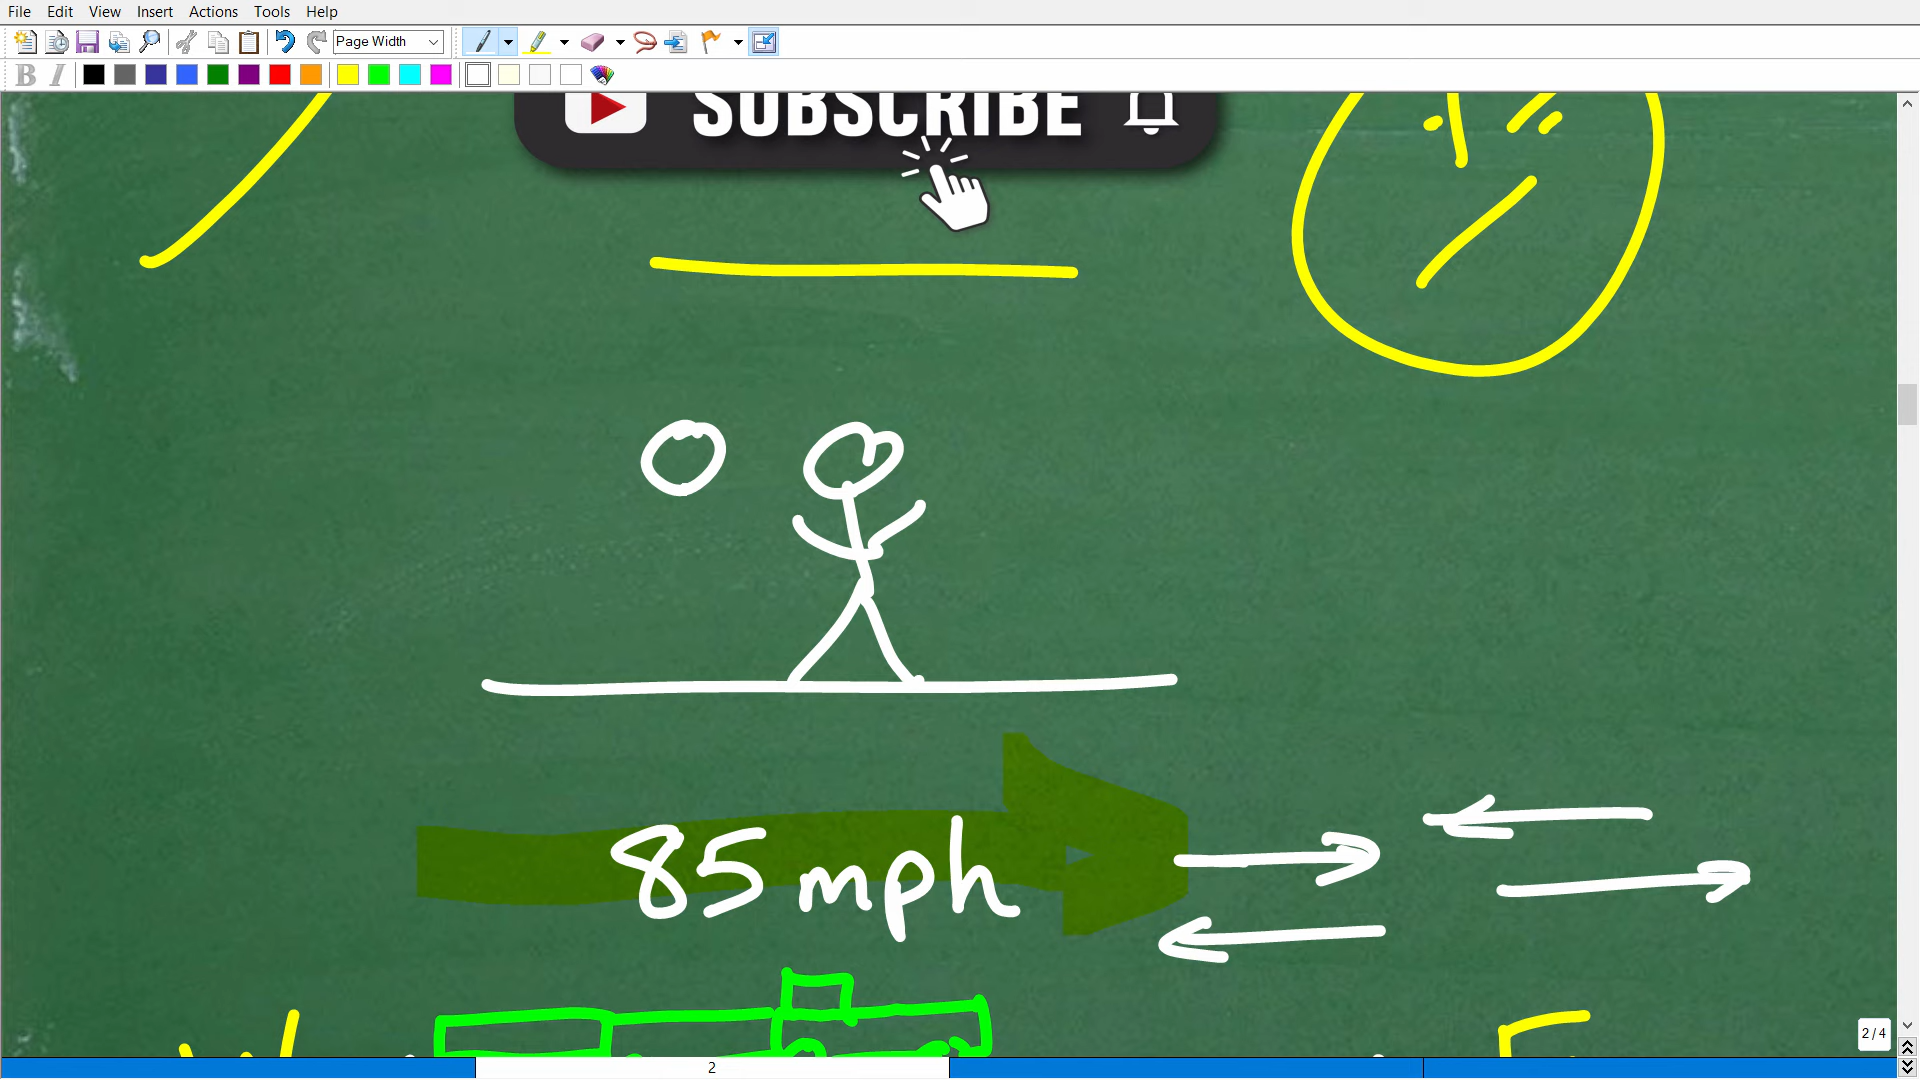 File Edit View Insert Actions Tools Help
Page Width
B I
SUBSCRIBE
85 mph
W
E
2 / 4
2